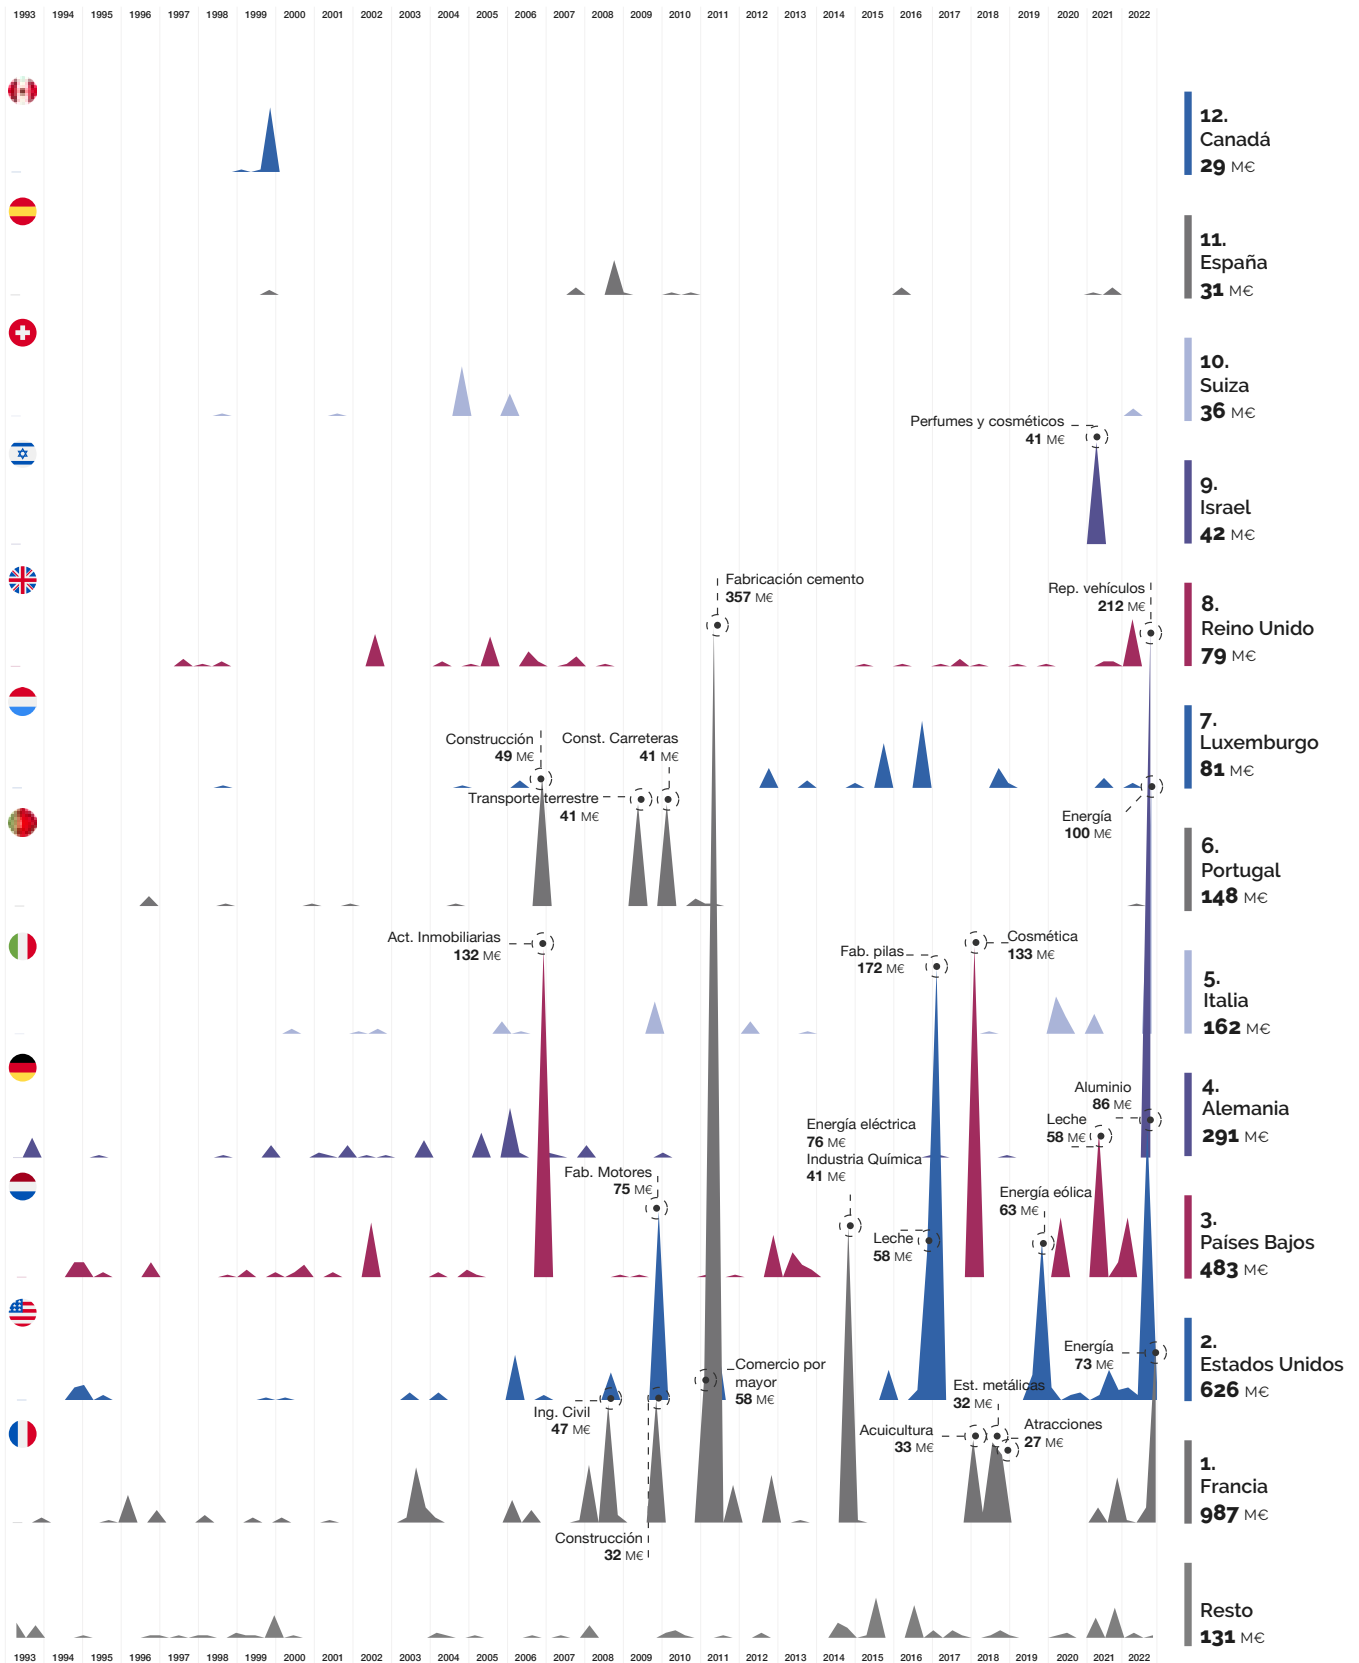 1993 1994 1995 1996 1997 1998 1999 2000 2001 2002 2003 2004 2005 2006 2007 2008 2009 2010 2011 2012 2013 2014 2015 2016 2017 2018 2019 2020 2021 2022
12.
Canadá
29 M€
11.
España
31 M€
10.
Suiza
36 M€
Perfumes y cosméticos
41 M€
9.
Israel
42 M€
Fabricación cemento
357 M€
Rep. vehículos
212 M€
8.
Reino Unido
79 M€
7.
Luxemburgo
81 M€
Construcción
49 M€
Const. Carreteras
41 M€
Transporte terrestre
41 M€
Energía
100 M€
6.
Portugal
148 M€
Act. Inmobiliarias
132 M€
Fab. pilas
172 M€
Cosmética
133 M€
5.
Italia
162 M€
Aluminio
86 M€
Leche
58 M€
4.
Alemania
291 M€
Energía eléctrica
76 M€
Industria Química
41 M€
Fab. Motores
75 M€
Energía eólica
63 M€
Leche
58 M€
3.
Países Bajos
483 M€
Energía
73 M€
2.
Estados Unidos
626 M€
Comercio por
mayor
58 M€
Est. metálicas
32 M€
Ing. Civil
47 M€
Acuicultura
33 M€
Atracciones
27 M€
1.
Francia
987 M€
Construcción
32 M€
Resto
131 M€
1993 1994 1995 1996 1997 1998 1999 2000 2001 2002 2003 2004 2005 2006 2007 2008 2009 2010 2011 2012 2013 2014 2015 2016 2017 2018 2019 2020 2021 2022